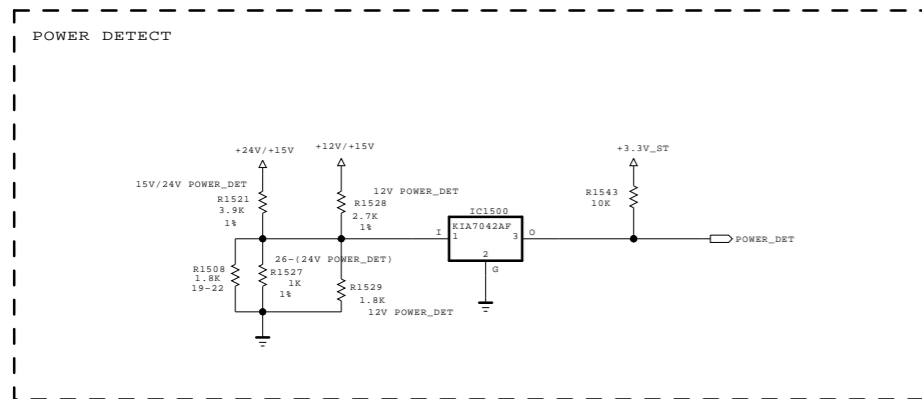 POWER DETECT
+24V/+15V
+12V/+15V
+3.3V_ST
15V/24V POWER_DET
R1521
3.9K
1%
12V POWER_DET
R1528
2.7K
1%
R1543
10K
IC1500
KIA7042AF
I
1
3
O
2
G
POWER_DET
R1508
1.8K
19-22
26-(24V POWER_DET)
R1527
1K
1%
R1529
1.8K
12V POWER_DET